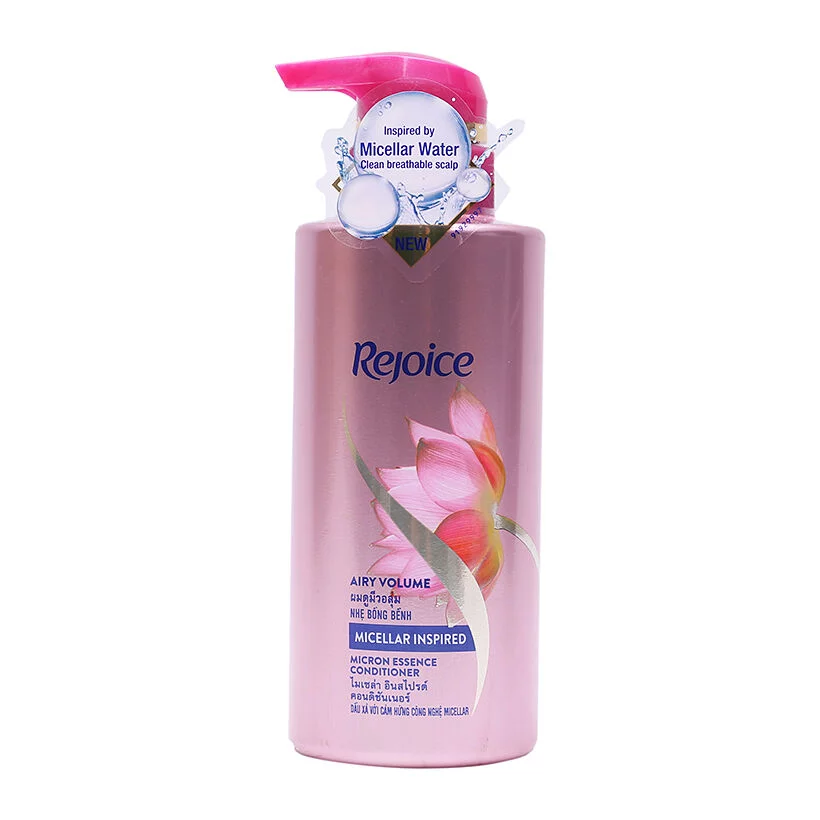 Inspired by
Micellar Water
Clean breathable scalp
NEW
Rejoice
AIRY VOLUME
ผมดูมีวอลุ่ม
NHẸ BỒNG BỀNH
MICELLAR INSPIRED
MICRON ESSENCE
CONDITIONER
ไมเซล่า อินสไปรด์
คอนดิชันเนอร์
DẦU XẢ VỚI CẢM HỨNG CÔNG NGHỆ MICELLAR